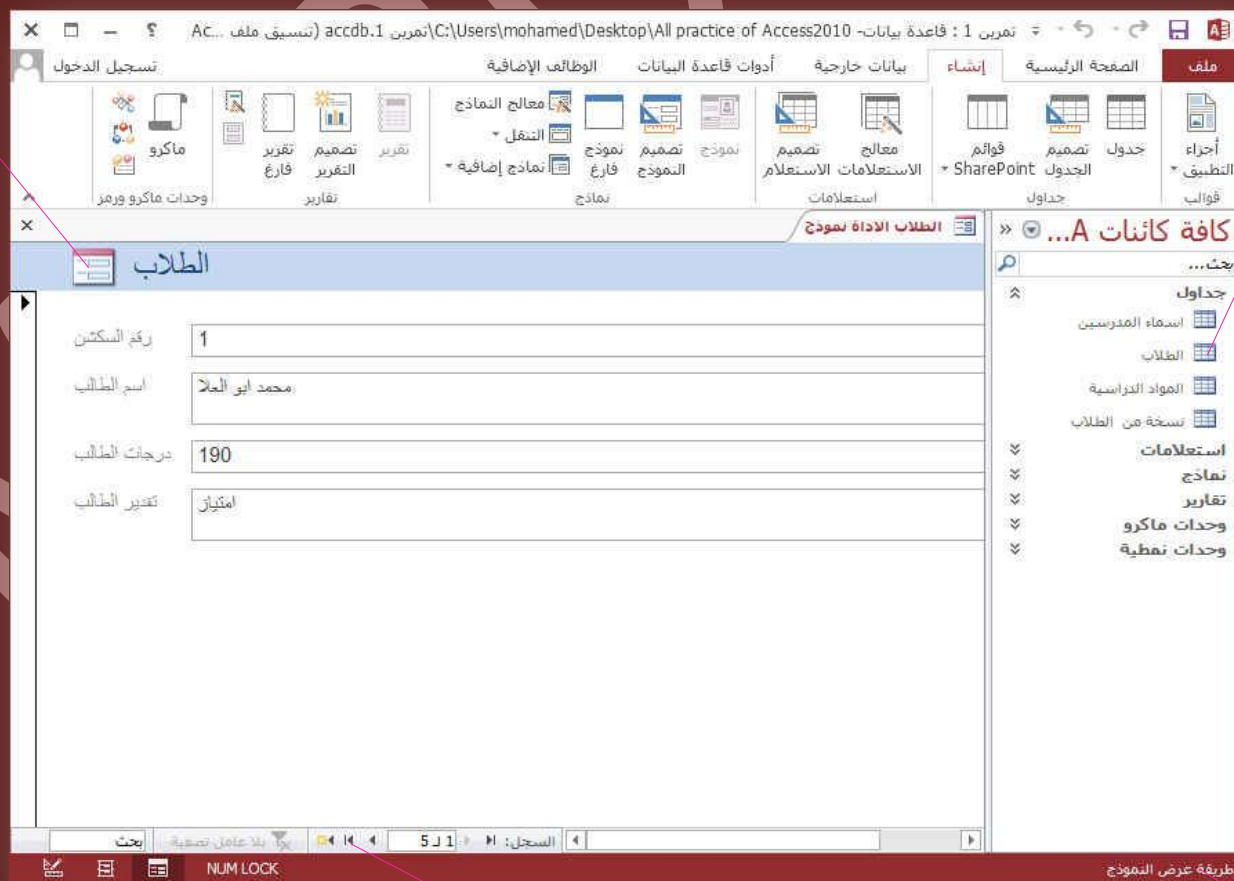 تمرين 1 : قاعدة بيانات- C:\Users\mohamed\Desktop\All practice of Access2010\تمرين 1.accdb (تنسيق ملف Ac...
ملف الصفحة الرئيسية إنشاء بيانات خارجية أدوات قاعدة البيانات الوظائف الإضافية تسجيل الدخول
أجزاء التطبيق
جدول
تصميم الجدول
قوائم SharePoint
معالج الاستعلامات
تصميم الاستعلام
نموذج
تصميم النموذج
نموذج فارغ
معالج النماذج
التنقل
نماذج إضافية
تقرير
تصميم التقرير
تقرير فارغ
ماكرو
قوالب جداول استعلامات نماذج تقارير وحدات ماكرو ورمز
كافة كائنات A...
بحث...
جداول
اسماء المدرسين
الطلاب
المواد الدراسية
نسخة من الطلاب
استعلامات
نماذج
تقارير
وحدات ماكرو
وحدات نمطية
الطلاب الاداة نموذج
الطلاب
رقم السكشن 1
اسم الطالب محمد ابو العلا
درجات الطالب 190
تقدير الطالب امتياز
السجل: 1 لـ 5 بلا عامل تصفية بحث
طريقة عرض النموذج NUM LOCK